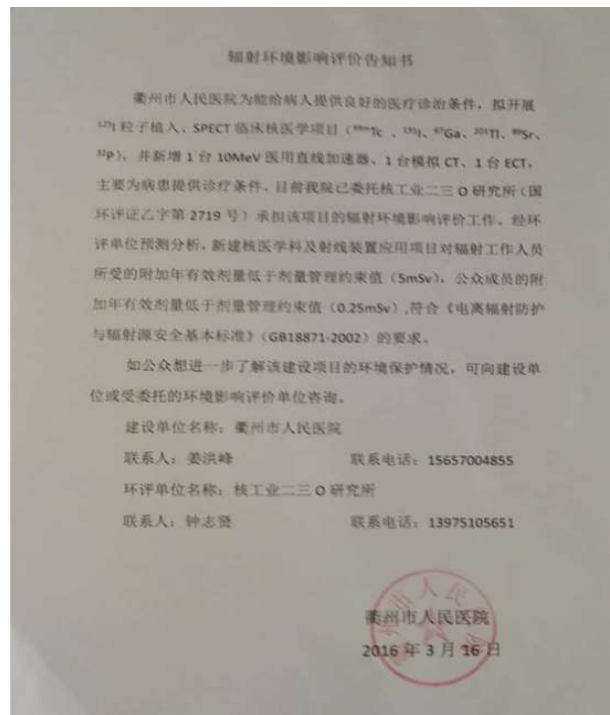 辐射环境影响评价告知书
衢州市人民医院为能给病人提供良好的医疗诊治条件，拟开展
¹²⁵I 粒子植入、SPECT 临床核医学项目（⁹⁹ᵐTc 、¹³¹I、⁶⁷Ga、²⁰¹Tl、⁸⁹Sr、
³²P），并新增 1 台 10MeV 医用直线加速器、1 台模拟 CT、1 台 ECT，
主要为病患提供诊疗条件。目前我院已委托核工业二三 O 研究所（国
环评证乙字第 2719 号）承担该项目的辐射环境影响评价工作。经环
评单位预测分析，新建核医学科及射线装置应用项目对辐射工作人员
所受的附加年有效剂量低于剂量管理约束值（5mSv），公众成员的附
加年有效剂量低于剂量管理约束值（0.25mSv）,符合《电离辐射防护
与辐射源安全基本标准》（GB18871-2002）的要求。
如公众想进一步了解该建设项目的环境保护情况，可向建设单
位或受委托的环境影响评价单位咨询。
建设单位名称：衢州市人民医院
联系人：姜洪峰 联系电话：15657004855
环评单位名称：核工业二三 O 研究所
联系人：钟志贤 联系电话：13975105651
衢州市人民医院
2016 年 3 月 16 日